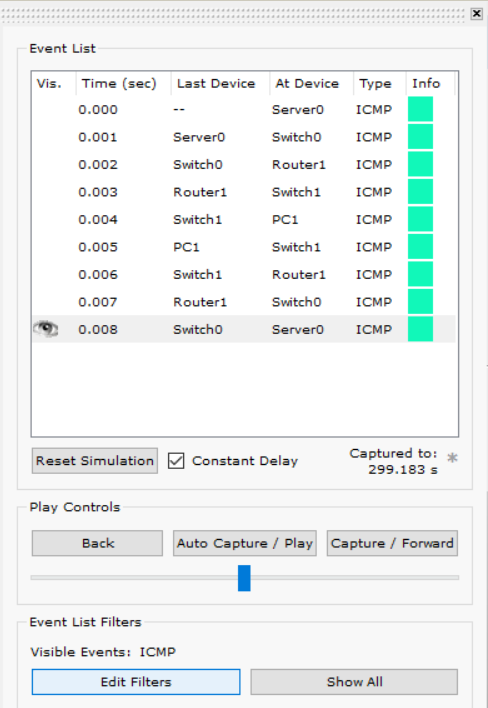 Event List
Vis. Time (sec) Last Device At Device Type Info
0.000 -- Server0 ICMP
0.001 Server0 Switch0 ICMP
0.002 Switch0 Router1 ICMP
0.003 Router1 Switch1 ICMP
0.004 Switch1 PC1 ICMP
0.005 PC1 Switch1 ICMP
0.006 Switch1 Router1 ICMP
0.007 Router1 Switch0 ICMP
0.008 Switch0 Server0 ICMP
Reset Simulation Constant Delay Captured to: *
299.183 s
Play Controls
Back Auto Capture / Play Capture / Forward
Event List Filters
Visible Events: ICMP
Edit Filters Show All